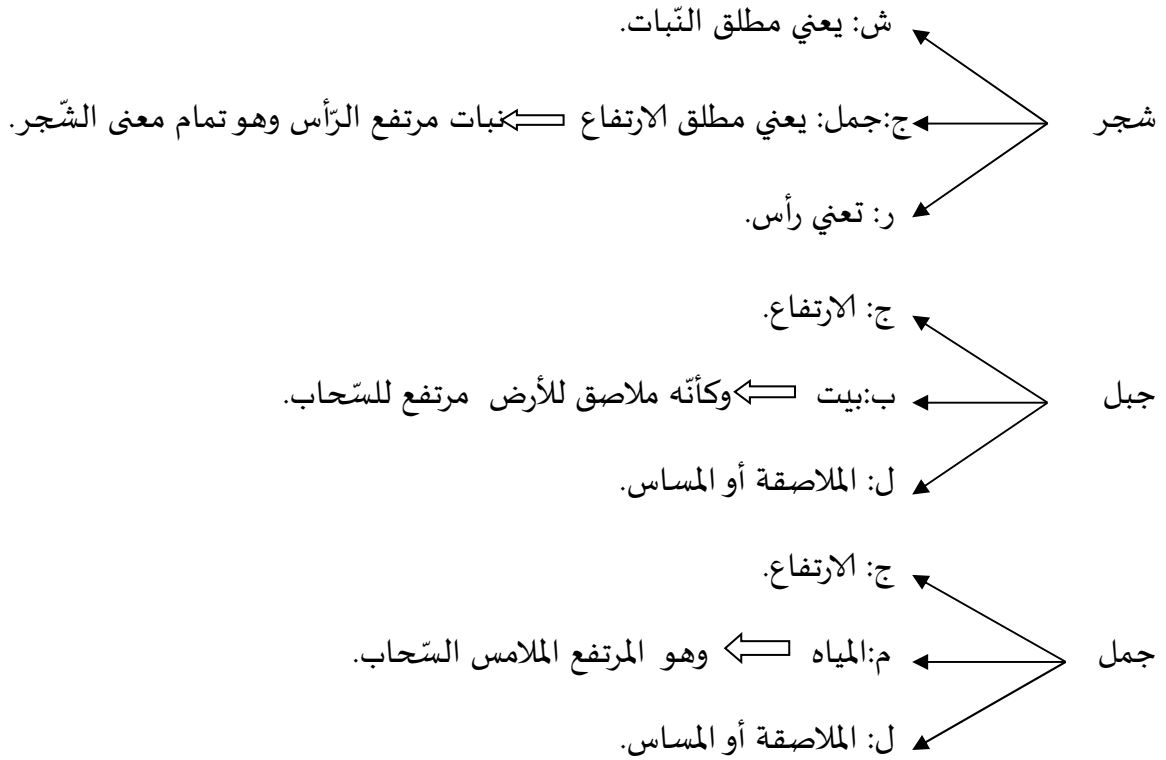 ش: يعني مطلق النّبات.
شجر ج:جمل: يعني مطلق الارتفاع نبات مرتفع الرّأس وهو تمام معنى الشّجر.
ر: تعني رأس.
ج: الارتفاع.
جبل ب:بيت وكأنّه ملاصق للأرض مرتفع للسّحاب.
ل: الملاصقة أو المساس.
ج: الارتفاع.
جمل م:المياه وهو المرتفع الملامس السّحاب.
ل: الملاصقة أو المساس.